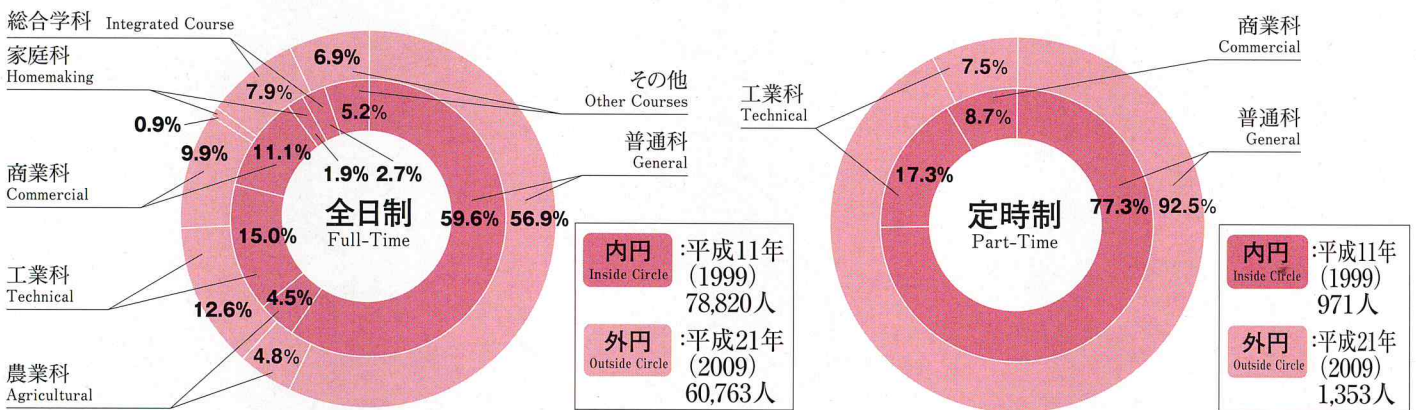 総合学科 Integrated Course
家庭科
Homemaking
商業科
Commercial
工業科
Technical
農業科
Agricultural
その他
Other Courses
普通科
General
6.9%
7.9%
0.9%
9.9%
12.6%
4.8%
56.9%
5.2%
11.1%
1.9% 2.7%
15.0%
4.5%
59.6%
全日制
Full-Time
内円
Inside Circle
:平成11年
(1999)
78,820人
外円
Outside Circle
:平成21年
(2009)
60,763人
工業科
Technical
商業科
Commercial
普通科
General
7.5%
8.7%
17.3%
77.3%
92.5%
定時制
Part-Time
内円
Inside Circle
:平成11年
(1999)
971人
外円
Outside Circle
:平成21年
(2009)
1,353人